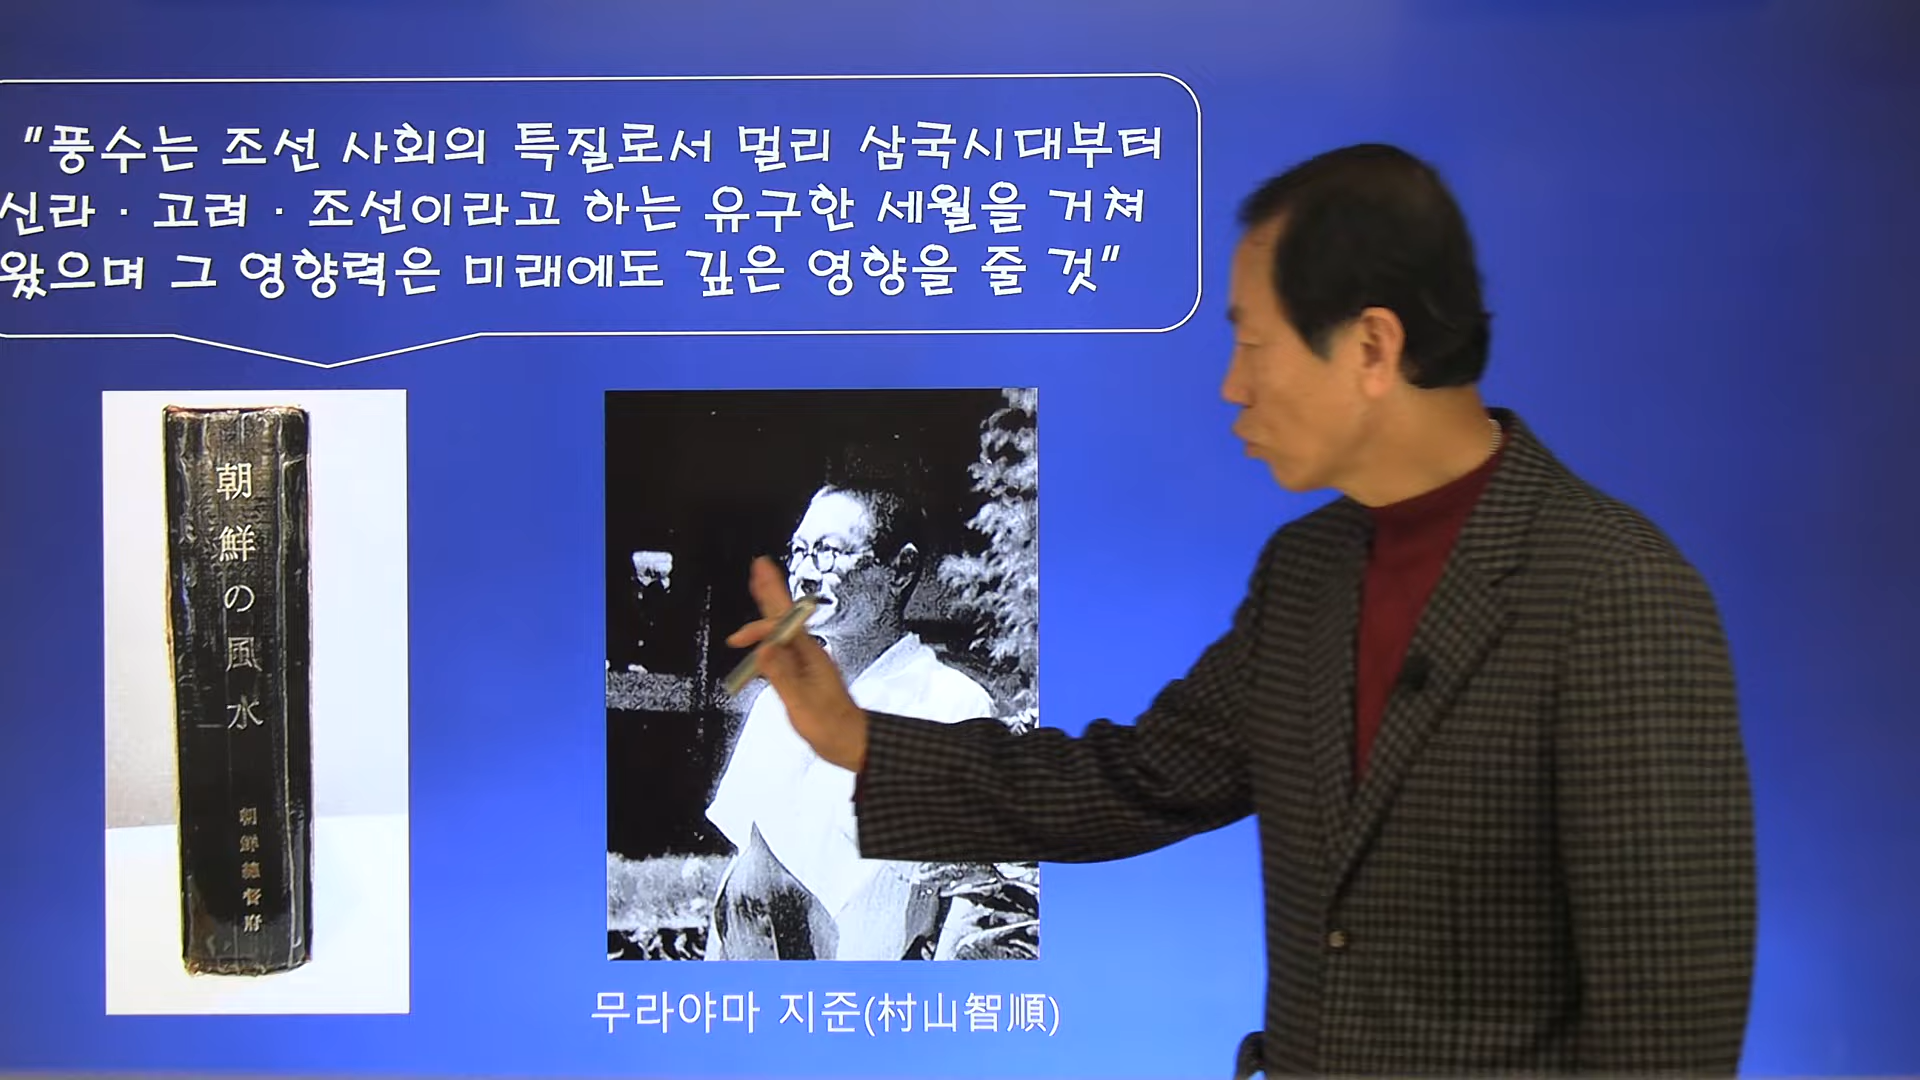 "풍수는 조선 사회의 특질로서 멀리 삼국시대부터
신라 · 고려 · 조선이라고 하는 유구한 세월을 거쳐
왔으며 그 영향력은 미래에도 깊은 영향을 줄 것"
朝鮮の風水
朝鮮總督府
무라야마 지준(村山智順)